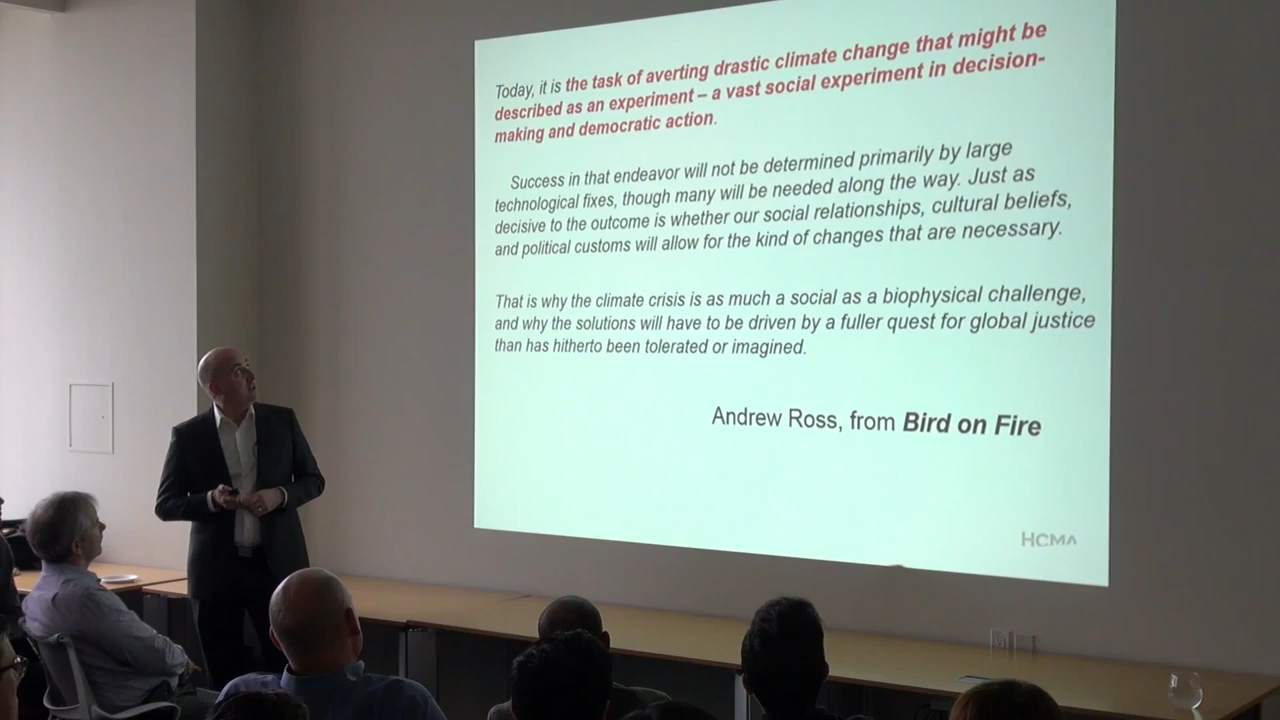 Today, it is the task of averting drastic climate change that might be
described as an experiment – a vast social experiment in decision-
making and democratic action.
Success in that endeavor will not be determined primarily by large
technological fixes, though many will be needed along the way. Just as
decisive to the outcome is whether our social relationships, cultural beliefs,
and political customs will allow for the kind of changes that are necessary.
That is why the climate crisis is as much a social as a biophysical challenge,
and why the solutions will have to be driven by a fuller quest for global justice
than has hitherto been tolerated or imagined.
Andrew Ross, from Bird on Fire
HCMA